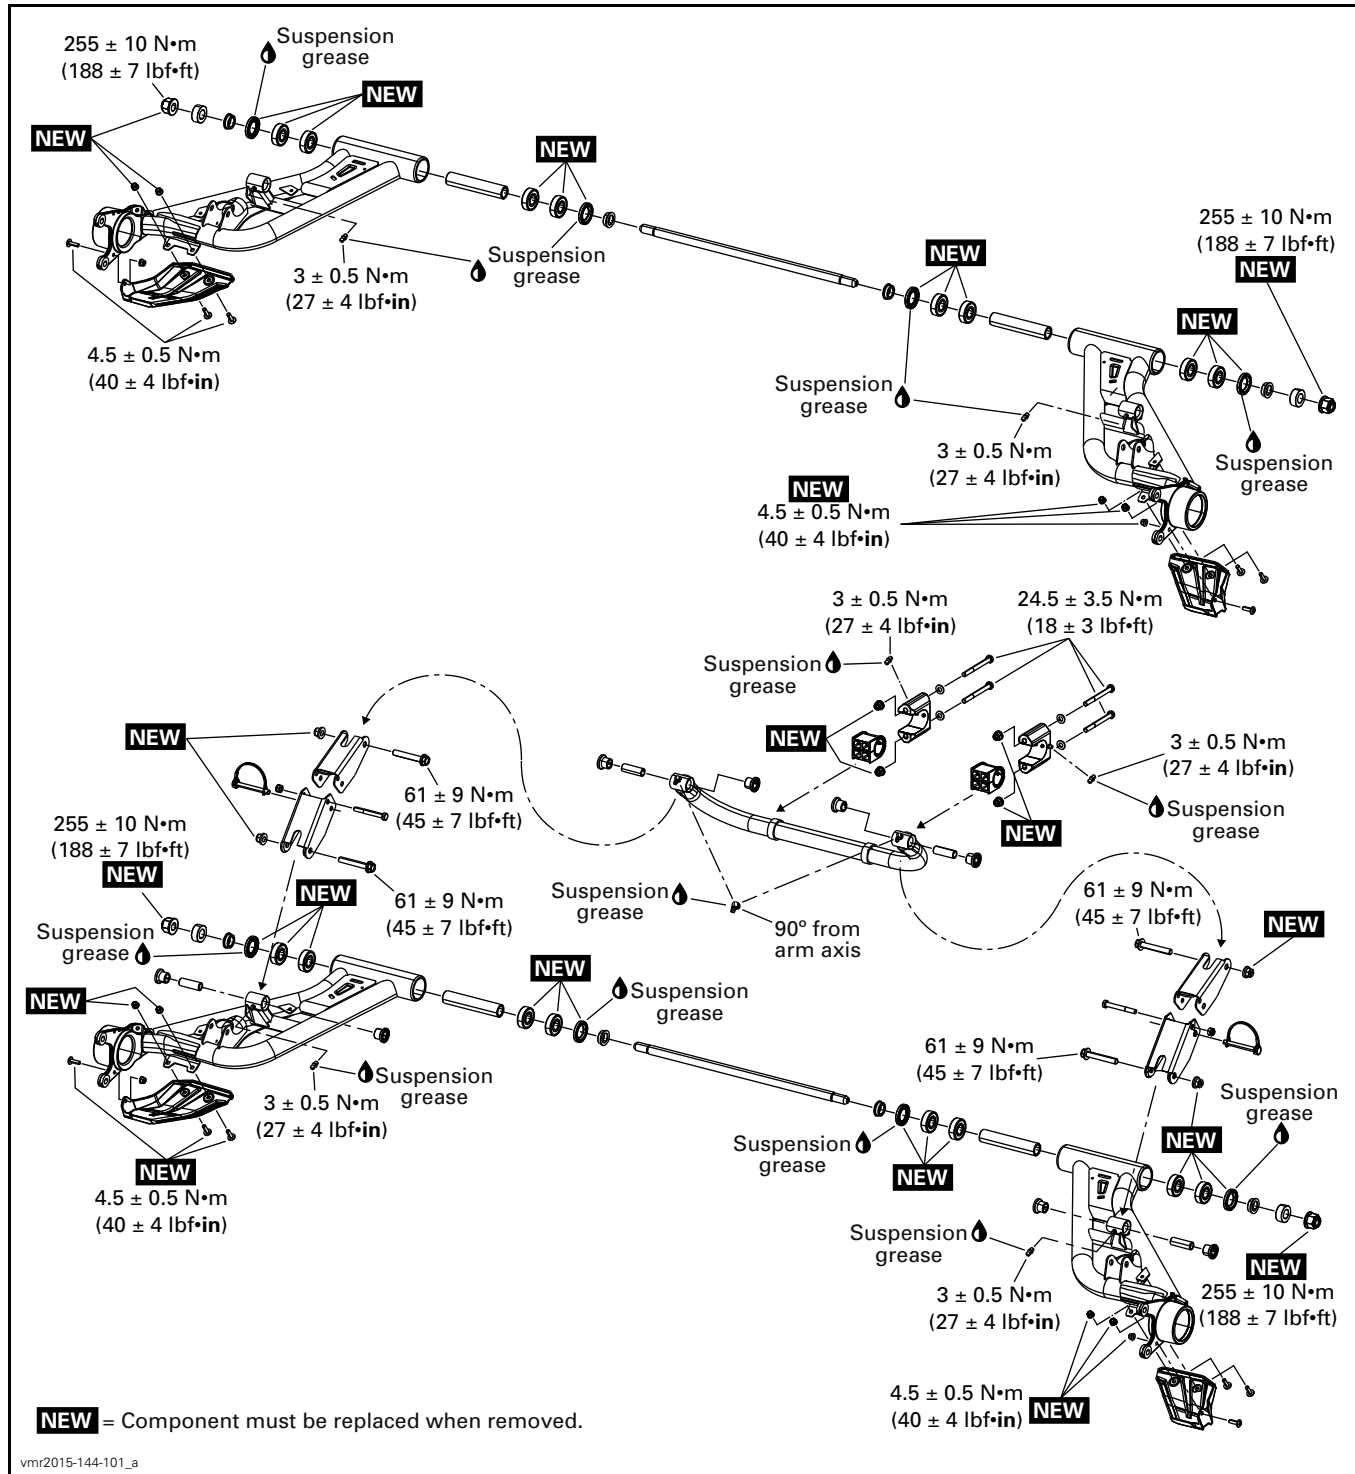 255 ± 10 N•m
(188 ± 7 lbf•ft)
Suspension
grease
NEW
NEW
NEW
3 ± 0.5 N•m
(27 ± 4 lbf•in)
Suspension
grease
4.5 ± 0.5 N•m
(40 ± 4 lbf•in)
NEW
255 ± 10 N•m
(188 ± 7 lbf•ft)
NEW
NEW
Suspension
grease
3 ± 0.5 N•m
(27 ± 4 lbf•in)
Suspension
grease
NEW
4.5 ± 0.5 N•m
(40 ± 4 lbf•in)
3 ± 0.5 N•m
(27 ± 4 lbf•in)
24.5 ± 3.5 N•m
(18 ± 3 lbf•ft)
Suspension
grease
NEW
NEW
3 ± 0.5 N•m
(27 ± 4 lbf•in)
Suspension
grease
NEW
61 ± 9 N•m
(45 ± 7 lbf•ft)
255 ± 10 N•m
(188 ± 7 lbf•ft)
NEW
NEW
61 ± 9 N•m
(45 ± 7 lbf•ft)
Suspension
grease
90º from
arm axis
61 ± 9 N•m
(45 ± 7 lbf•ft)
NEW
Suspension
grease
NEW
NEW
Suspension
grease
61 ± 9 N•m
(45 ± 7 lbf•ft)
Suspension
grease
3 ± 0.5 N•m
(27 ± 4 lbf•in)
Suspension
grease
NEW
4.5 ± 0.5 N•m
(40 ± 4 lbf•in)
Suspension
grease
NEW
NEW
Suspension
grease
3 ± 0.5 N•m
(27 ± 4 lbf•in)
NEW
255 ± 10 N•m
(188 ± 7 lbf•ft)
4.5 ± 0.5 N•m
(40 ± 4 lbf•in)
NEW
NEW = Component must be replaced when removed.
vmr2015-144-101_a